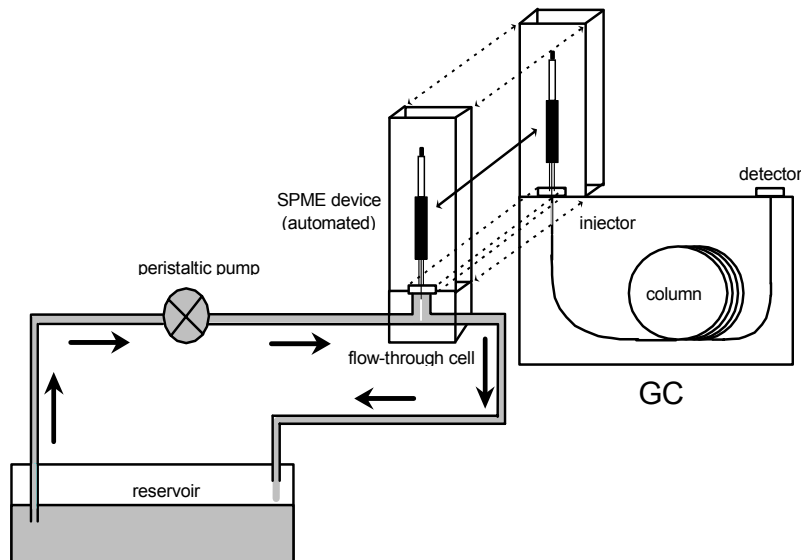 detector
SPME device
(automated)
injector
peristaltic pump
column
flow-through cell
GC
reservoir